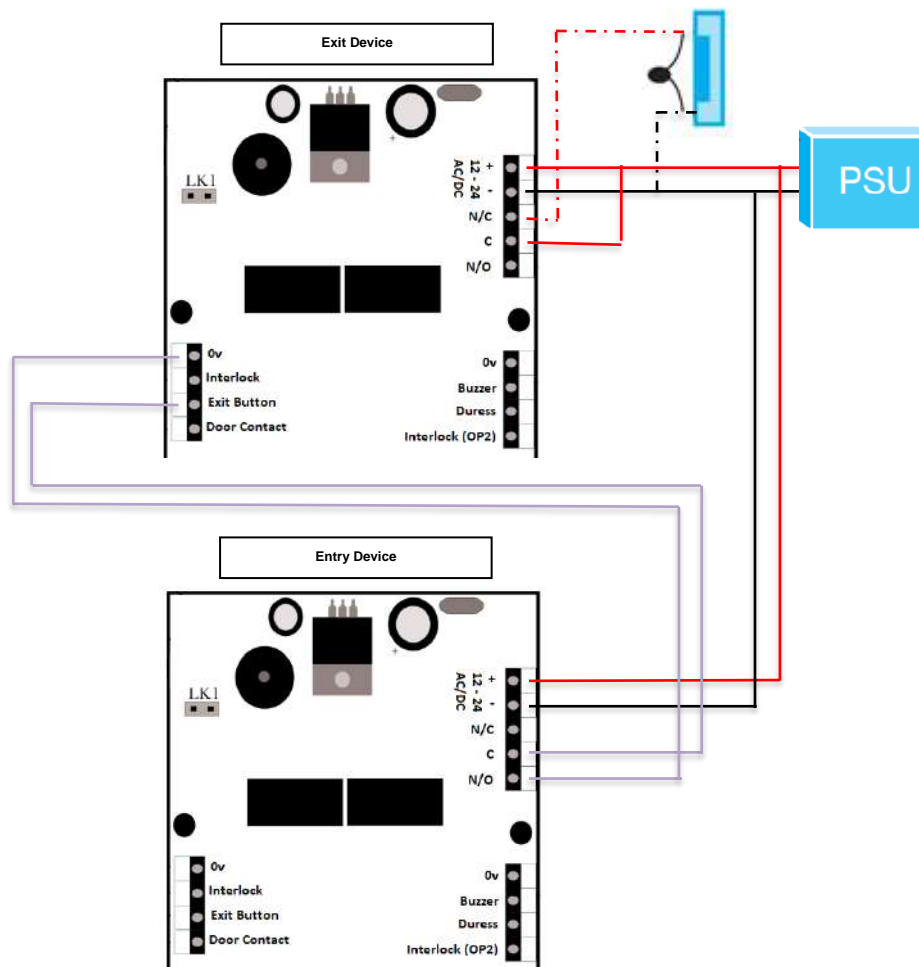 Exit Device
LK1
12 - 24 + -
AC/DC
N/C
C
N/O
PSU
0v
Interlock
Exit Button
Door Contact
0v
Buzzer
Duress
Interlock (OP2)
Entry Device
LK1
12 - 24 + -
AC/DC
N/C
C
N/O
0v
Interlock
Exit Button
Door Contact
0v
Buzzer
Duress
Interlock (OP2)